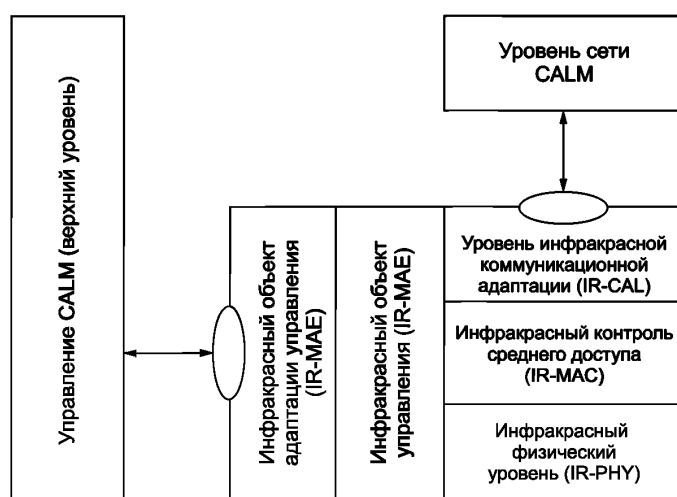 Управление CALM (верхний уровень)
Уровень сети
CALM
Инфракрасный объект
адаптации управления
(IR-MAE)
Инфракрасный объект
управления (IR-MAE)
Уровень инфракрасной
коммуникационной
адаптации (IR-CAL)
Инфракрасный контроль
среднего доступа
(IR-MAC)
Инфракрасный
физический
уровень (IR-PHY)